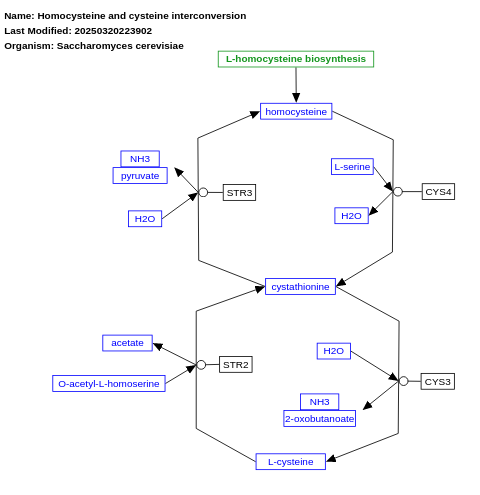 Name: Homocysteine and cysteine interconversion
Last Modified: 20250320223902
Organism: Saccharomyces cerevisiae
L-homocysteine biosynthesis
homocysteine
NH3
pyruvate
H2O
STR3
L-serine
H2O
CYS4
cystathionine
acetate
O-acetyl-L-homoserine
STR2
H2O
NH3
2-oxobutanoate
CYS3
L-cysteine